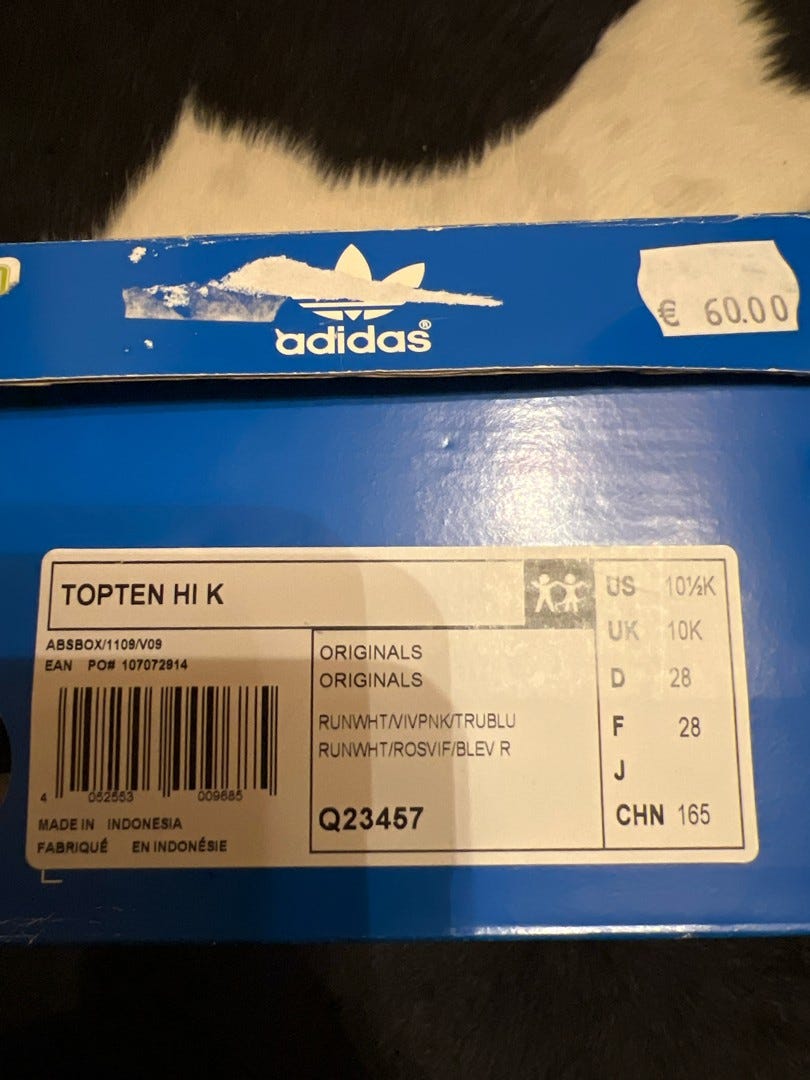 adidas®
€ 60.00
TOPTEN HI K
ABSBOX/1109/V09
EAN PO# 107072914
4 052553 009685
MADE IN INDONESIA
FABRIQUÉ EN INDONÉSIE
ORIGINALS
ORIGINALS
RUNWHT/VIVPNK/TRUBLU
RUNWHT/ROSVIF/BLEV R
Q23457
US 10½K
UK 10K
D 28
F 28
J
CHN 165